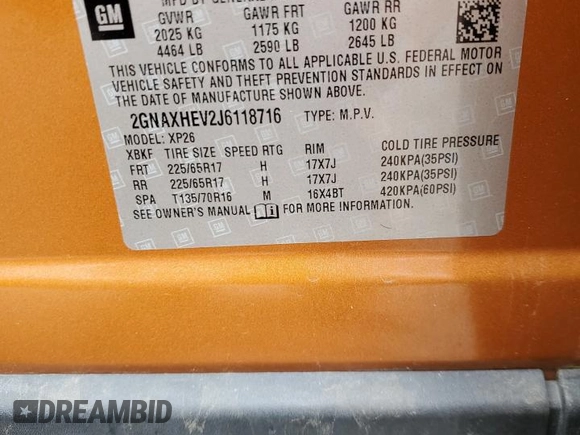 GM
MFD BY GENERAL
GVWR GAWR FRT GAWR RR
2025 KG 1175 KG 1200 KG
4464 LB 2590 LB 2645 LB
THIS VEHICLE CONFORMS TO ALL APPLICABLE U.S. FEDERAL MOTOR
VEHICLE SAFETY AND THEFT PREVENTION STANDARDS IN EFFECT ON
THE DATE OF MANUFACTURE SHOWN ABOVE.
2GNAXHEV2J6118716 TYPE: M.P.V.
MODEL: XP26
XBKF TIRE SIZE SPEED RTG RIM COLD TIRE PRESSURE
FRT 225/65R17 H 17X7J 240KPA(35PSI)
RR 225/65R17 H 17X7J 240KPA(35PSI)
SPA T135/70R16 M 16X4BT 420KPA(60PSI)
SEE OWNER'S MANUAL FOR MORE INFORMATION.
DREAMBID